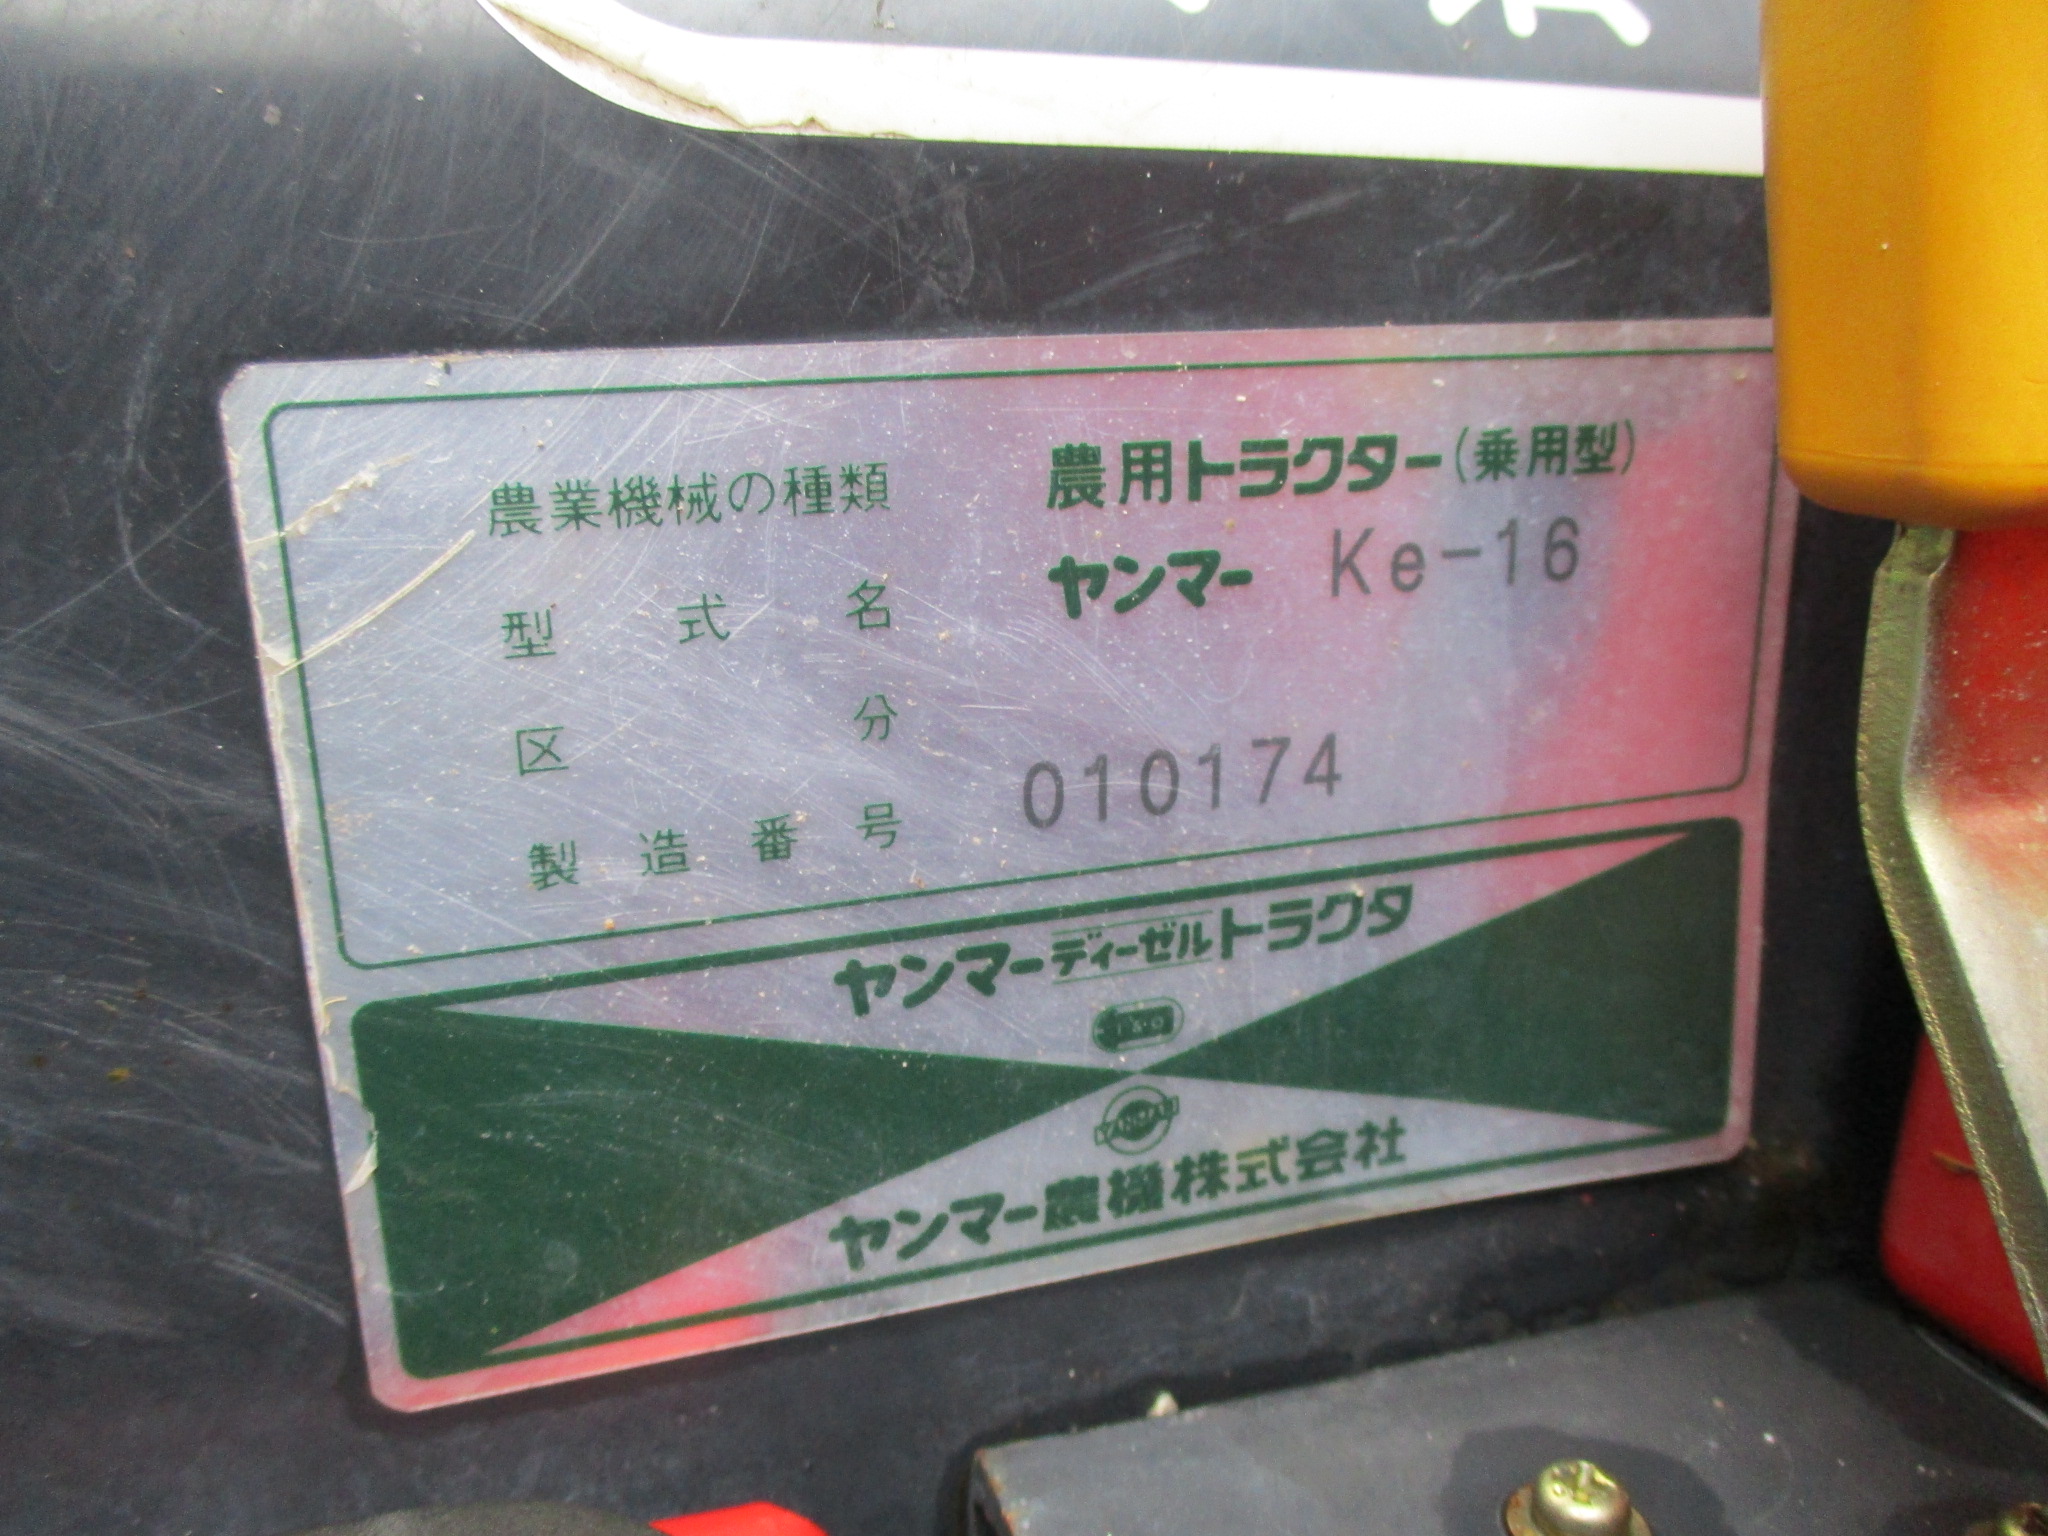 農業機械の種類 農用トラクター(乗用型)
型式名 ヤンマー Ke-16
区分
製造番号 010174
ヤンマーディーゼルトラクタ
YANMAR
ヤンマー農機株式会社